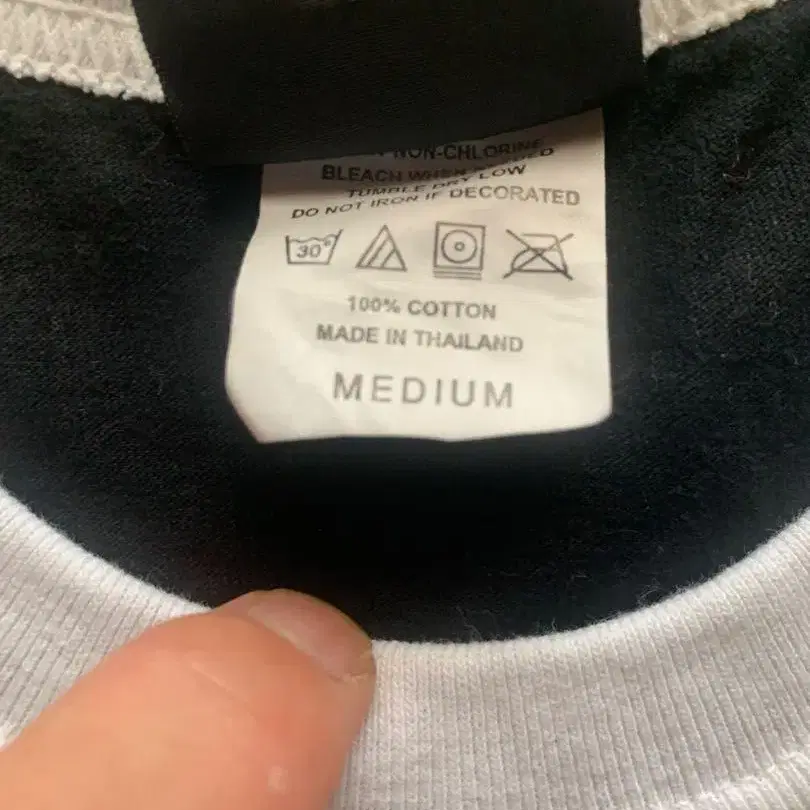 NON-CHLORINE
BLEACH WHEN NEEDED
TUMBLE DRY LOW
DO NOT IRON IF DECORATED
30°
100% COTTON
MADE IN THAILAND
MEDIUM